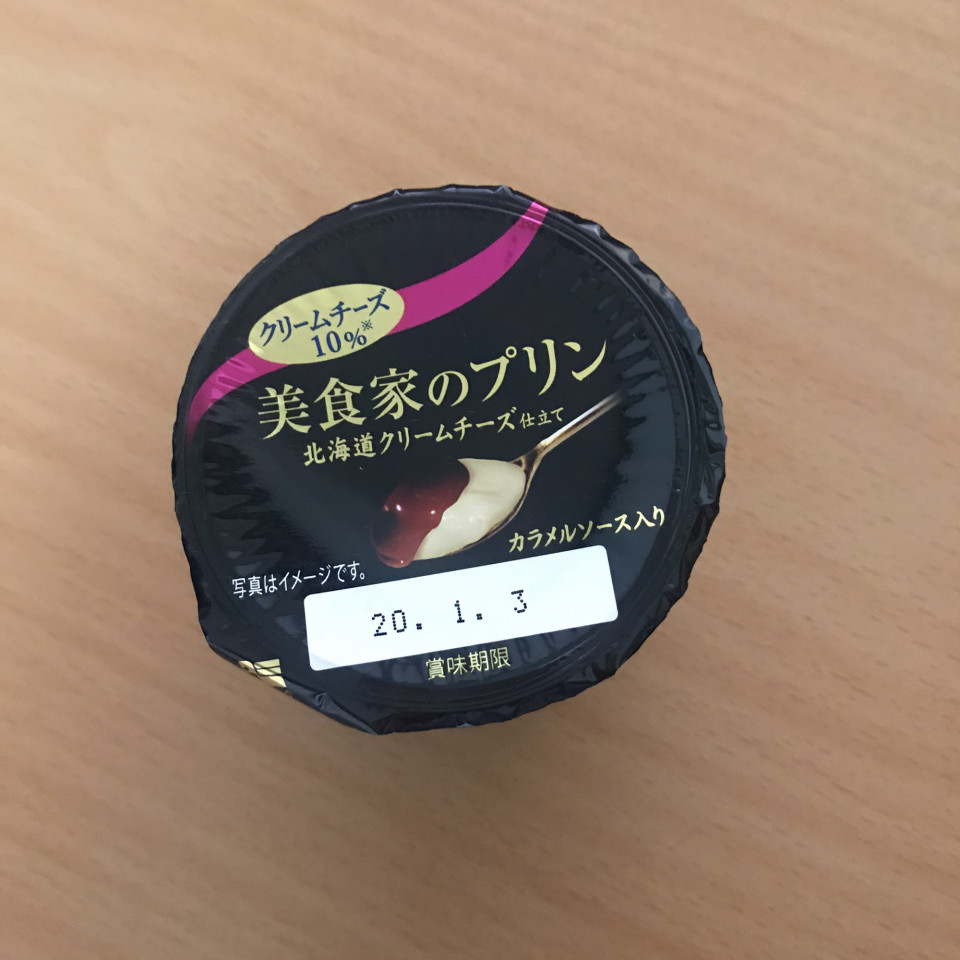 クリームチーズ
10%※
美食家のプリン
北海道クリームチーズ仕立て
カラメルソース入り
写真はイメージです。
20. 1. 3
賞味期限